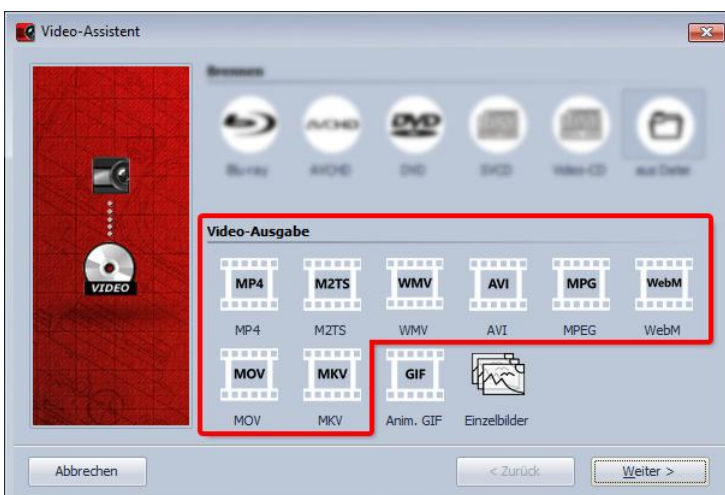 Video-Assistent
Brennen
Blu-ray AVCHD DVD SVCD Video-CD aus Datei
VIDEO
Video-Ausgabe
MP4 M2TS WMV AVI MPG WebM
MP4 M2TS WMV AVI MPEG WebM
MOV MKV GIF
MOV MKV Anim. GIF Einzelbilder
Abbrechen < Zurück Weiter >